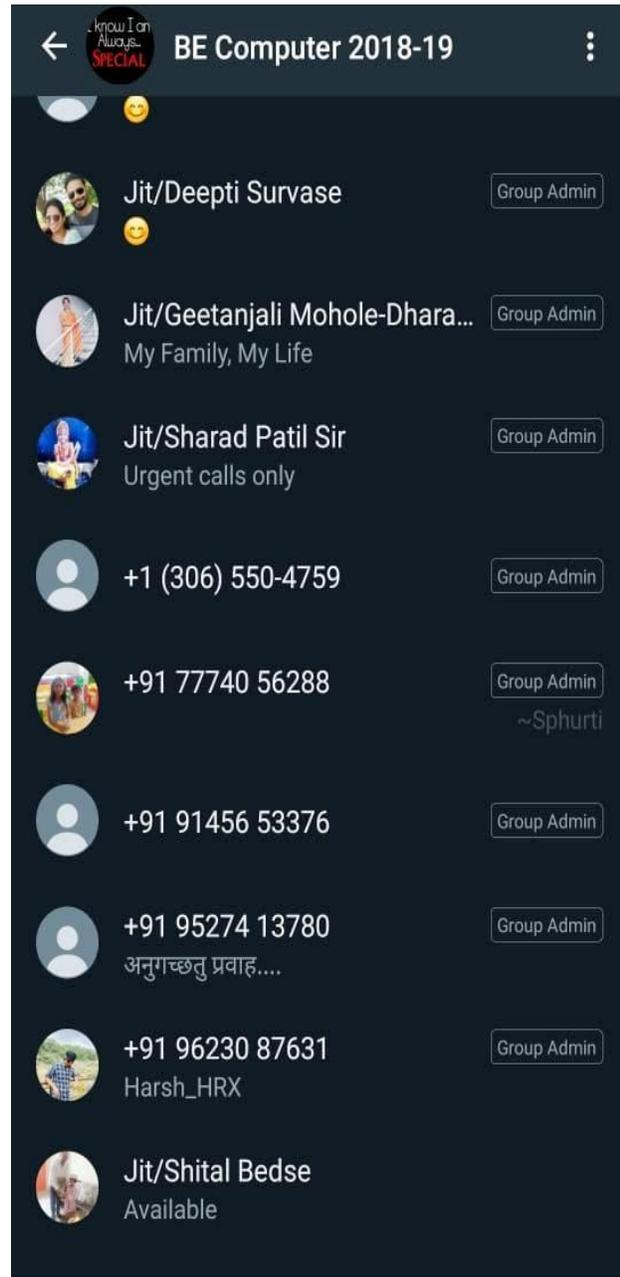 I know I am
Always..
SPECIAL
BE Computer 2018-19
😊
Jit/Deepti Survase
Group Admin
😊
Jit/Geetanjali Mohole-Dhara...
Group Admin
My Family, My Life
Jit/Sharad Patil Sir
Group Admin
Urgent calls only
+1 (306) 550-4759
Group Admin
+91 77740 56288
Group Admin
~Sphurti
+91 91456 53376
Group Admin
+91 95274 13780
Group Admin
अनुगच्छतु प्रवाह....
+91 96230 87631
Group Admin
Harsh_HRX
Jit/Shital Bedse
Available